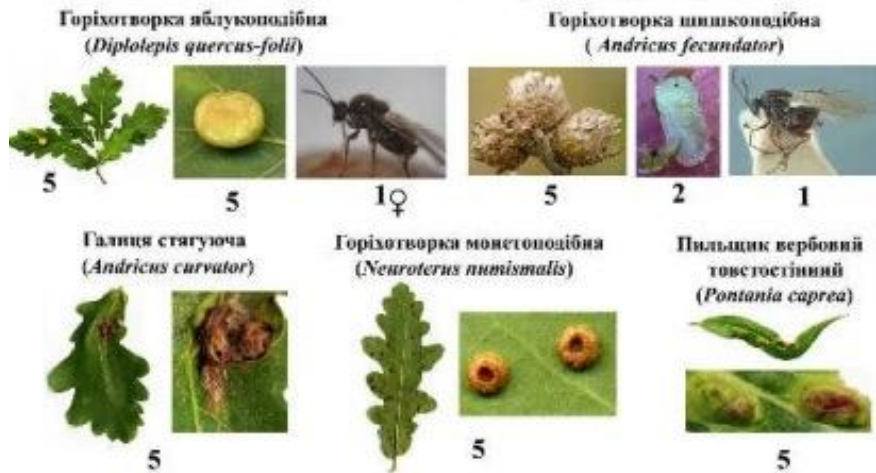 Горіхотворка яблукоподібна
(Diplolepis quercus-folii)
5
5
1♀
Горіхотворка шишкоподібна
( Andricus fecundator)
5
2
1
Галиця стягуюча
(Andricus curvator)
5
Горіхотворка монетоподібна
(Neuroterus numismalis)
5
Пильщик вербовий
товстостінний
(Pontania caprea)
5